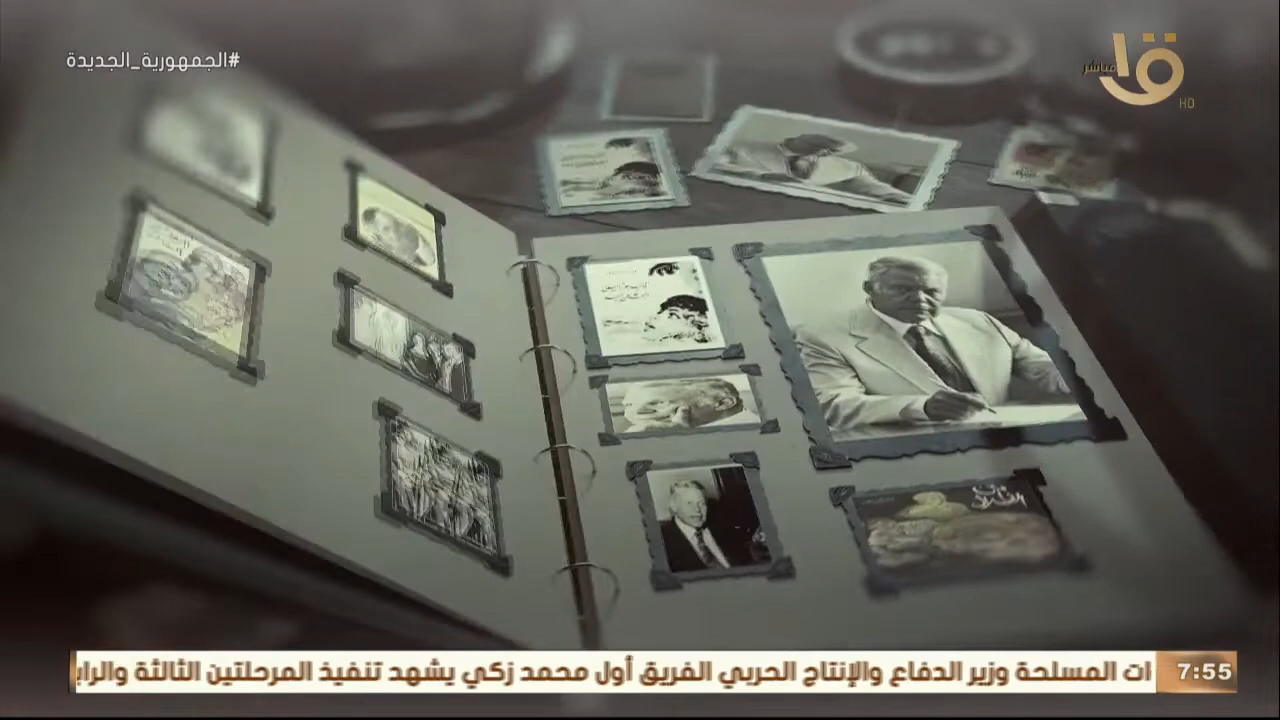 #الجمهورية_الجديدة
مباشر
HD
ات المسلحة وزير الدفاع والإنتاج الحربي الفريق أول محمد زكي يشهد تنفيذ المرحلتين الثالثة والراب
7:55